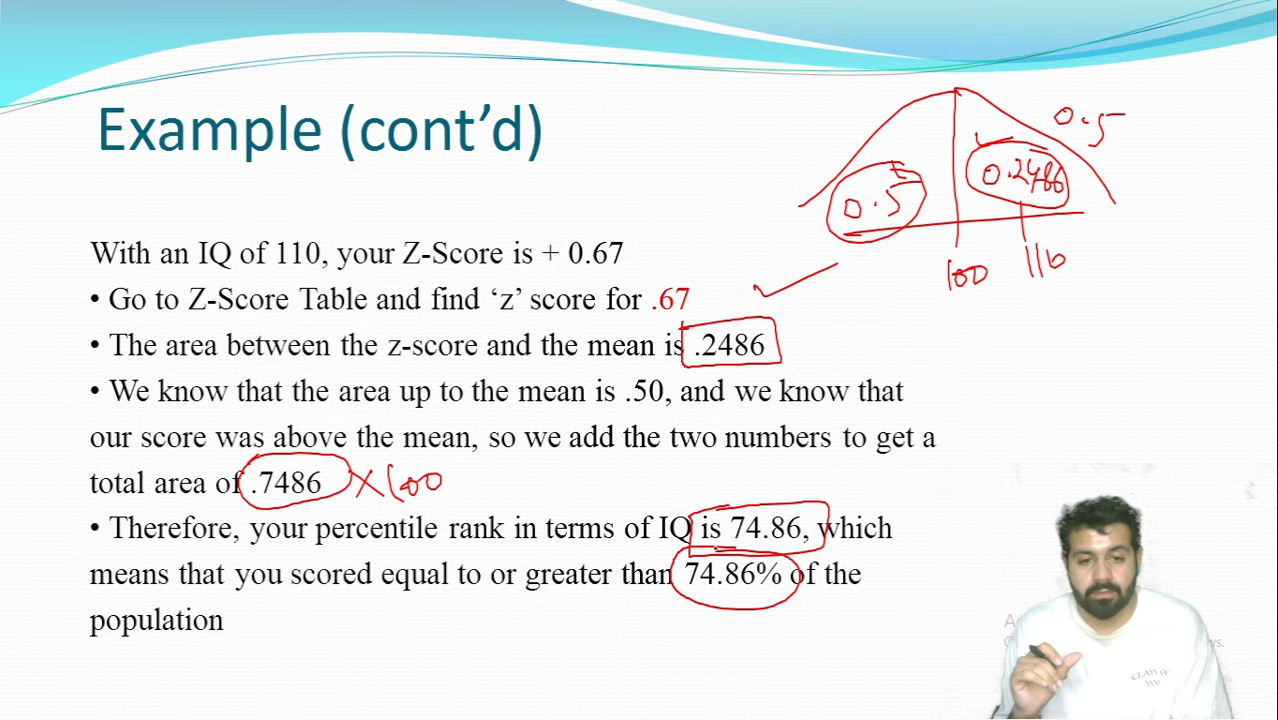 Example (cont’d)
0.5
0.2486
0.5
100
110
With an IQ of 110, your Z-Score is + 0.67
• Go to Z-Score Table and find ‘z’ score for .67
• The area between the z-score and the mean is .2486
• We know that the area up to the mean is .50, and we know that
our score was above the mean, so we add the two numbers to get a
total area of .7486 ×100
• Therefore, your percentile rank in terms of IQ is 74.86, which
means that you scored equal to or greater than 74.86% of the
population
CLASS OF